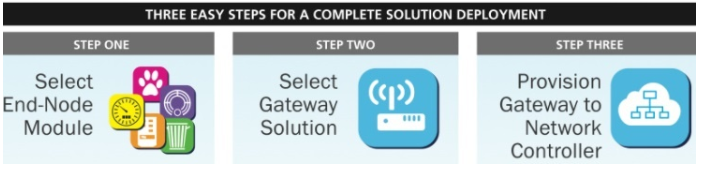 THREE EASY STEPS FOR A COMPLETE SOLUTION DEPLOYMENT
STEP ONE
Select
End-Node
Module
STEP TWO
Select
Gateway
Solution
STEP THREE
Provision
Gateway to
Network
Controller